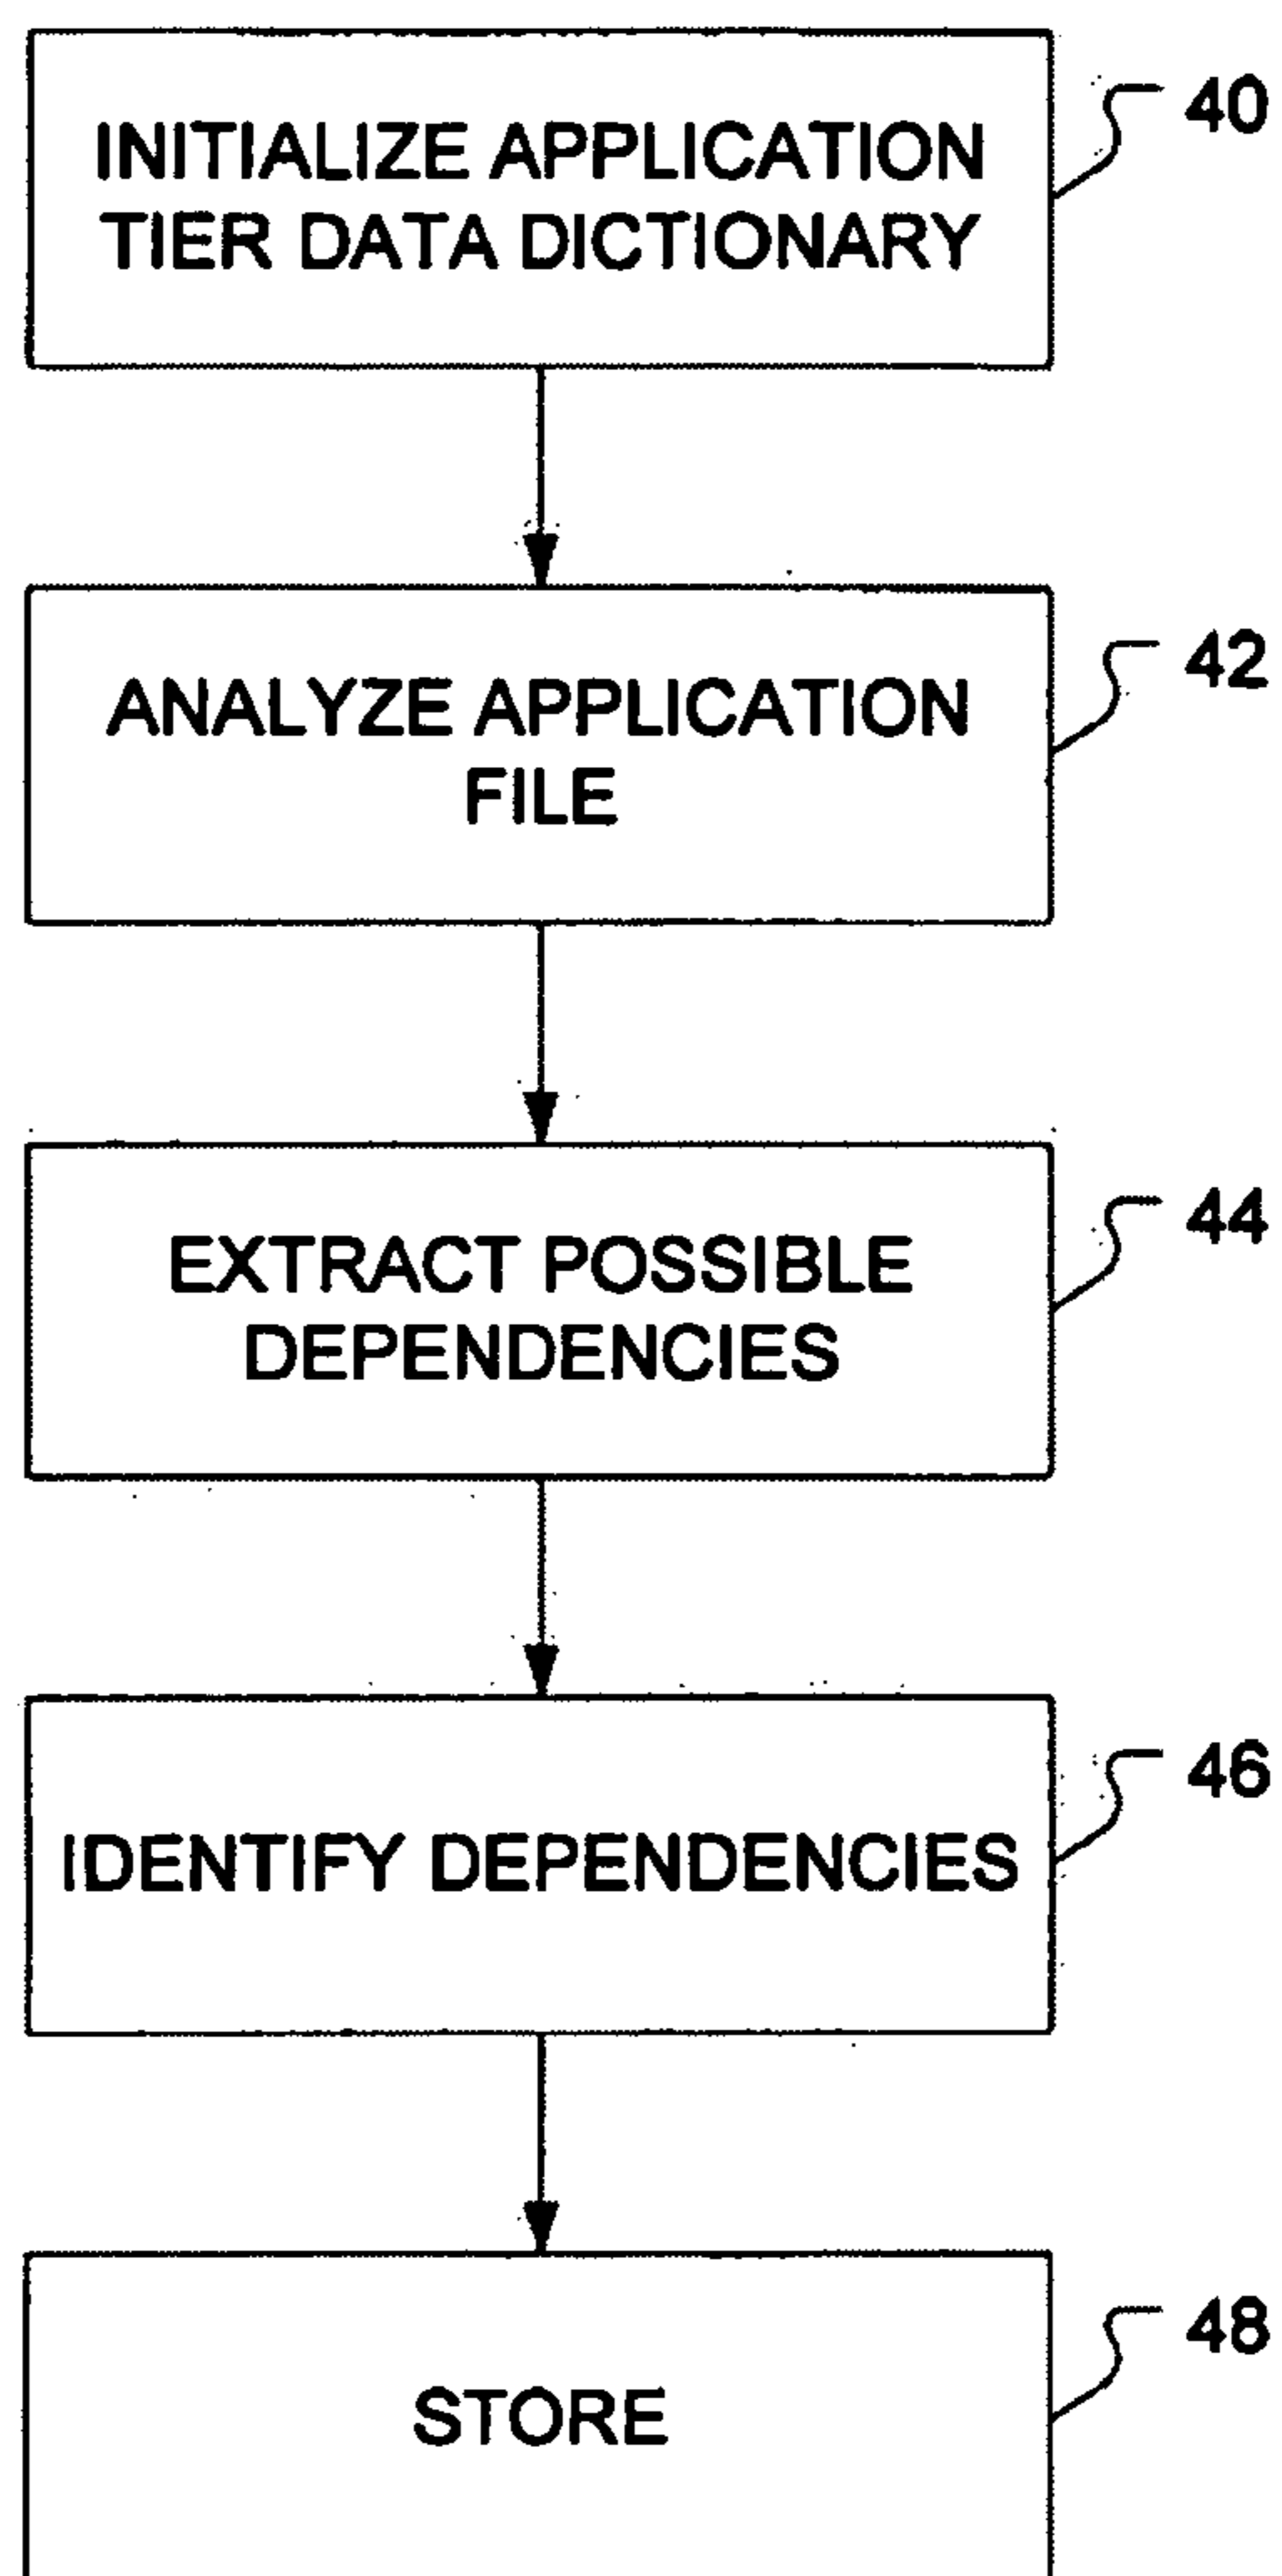 INITIALIZE APPLICATION
TIER DATA DICTIONARY
40
ANALYZE APPLICATION
FILE
42
EXTRACT POSSIBLE
DEPENDENCIES
44
IDENTIFY DEPENDENCIES
46
STORE
48